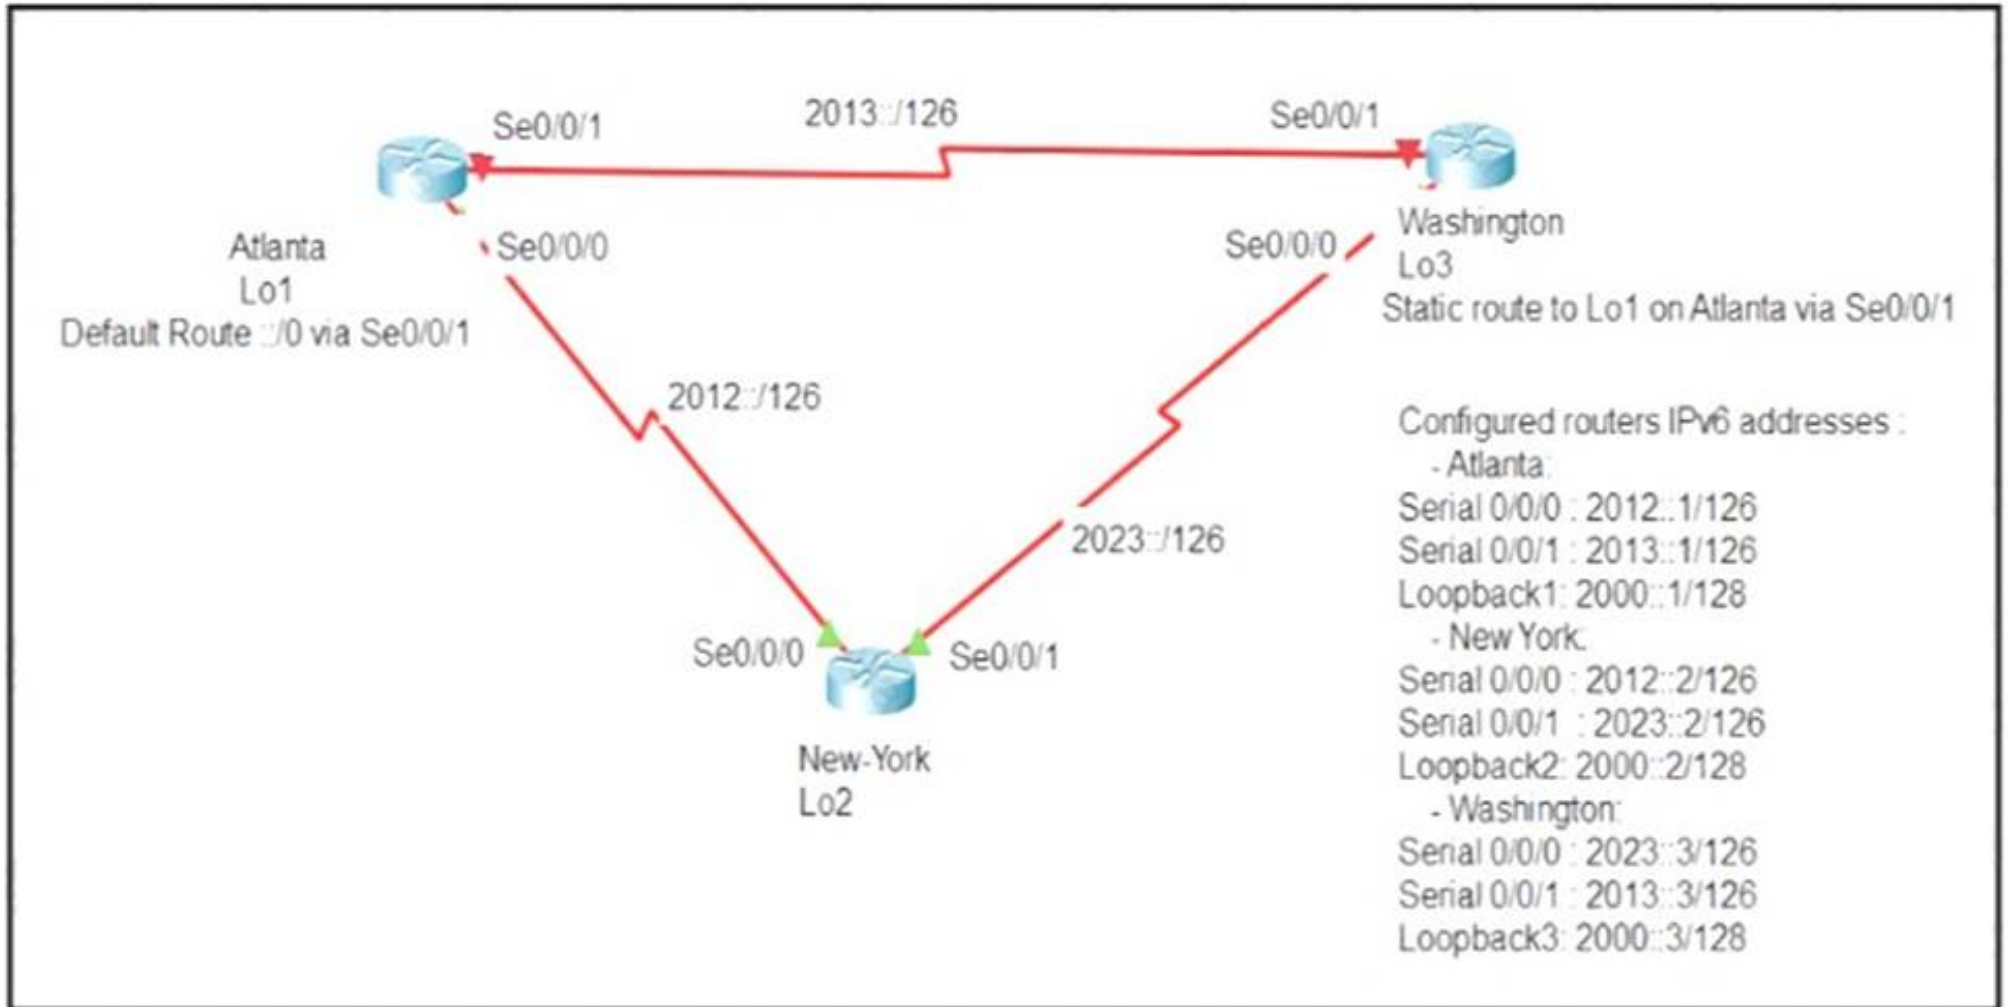 Se0/0/1
2013::/126
Se0/0/1
Atlanta
Lo1
Default Route ::/0 via Se0/0/1
Se0/0/0
Se0/0/0
Washington
Lo3
Static route to Lo1 on Atlanta via Se0/0/1
2012::/126
2023::/126
Se0/0/0
Se0/0/1
New-York
Lo2
Configured routers IPv6 addresses :
- Atlanta:
Serial 0/0/0 : 2012::1/126
Serial 0/0/1 : 2013::1/126
Loopback1: 2000::1/128
- New York:
Serial 0/0/0 : 2012::2/126
Serial 0/0/1 : 2023::2/126
Loopback2: 2000::2/128
- Washington:
Serial 0/0/0 : 2023::3/126
Serial 0/0/1 : 2013::3/126
Loopback3: 2000::3/128